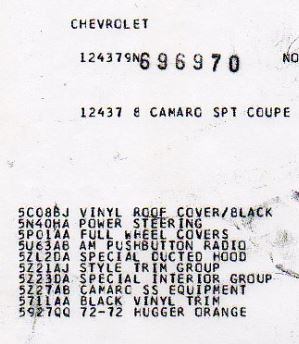 CHEVROLET
124379N696970 NO
12437 8 CAMARO SPT COUPE
5C08BJ VINYL ROOF COVER/BLACK
5N40HA POWER STEERING
5P01AA FULL WHEEL COVERS
5U63AB AM PUSHBUTTON RADIO
5ZL2DA SPECIAL DUCTED HOOD
5Z21AJ STYLE TRIM GROUP
5Z23DA SPECIAL INTERIOR GROUP
5Z27AB CAMARO SS EQUIPMENT
5711AA BLACK VINYL TRIM
5927QQ 72-72 HUGGER ORANGE